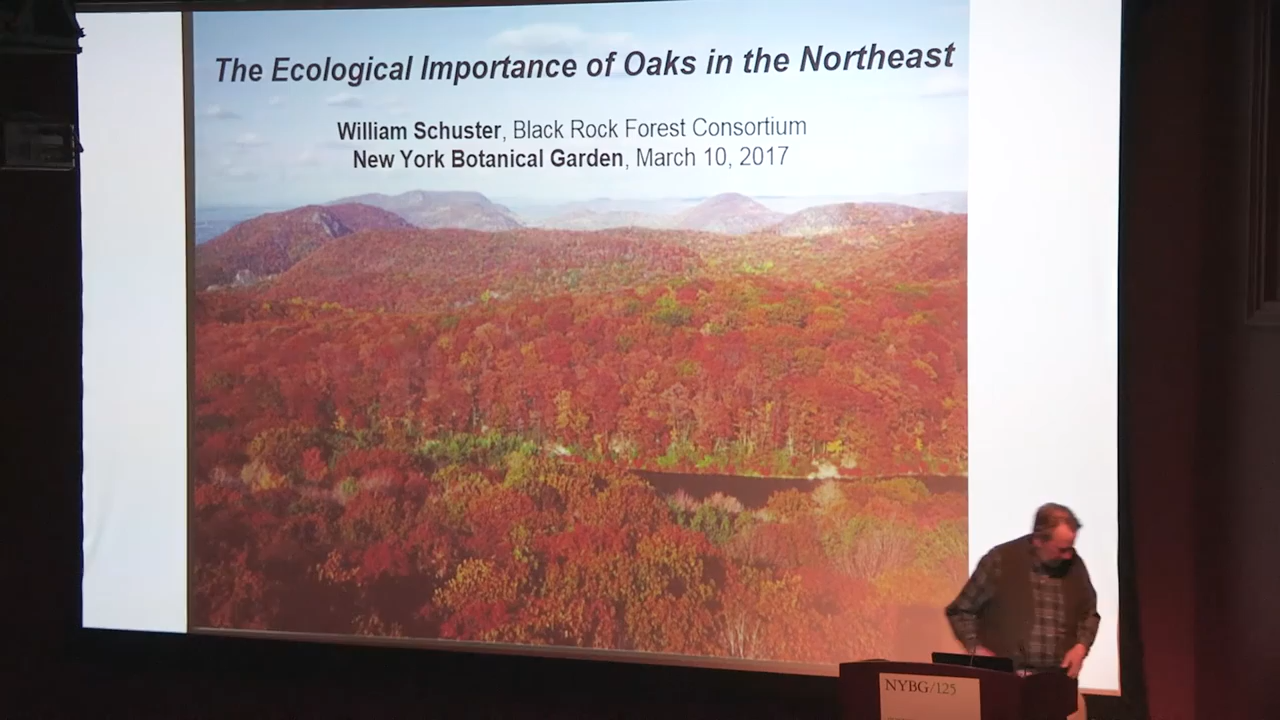 The Ecological Importance of Oaks in the Northeast
William Schuster, Black Rock Forest Consortium
New York Botanical Garden, March 10, 2017
NYBG/125